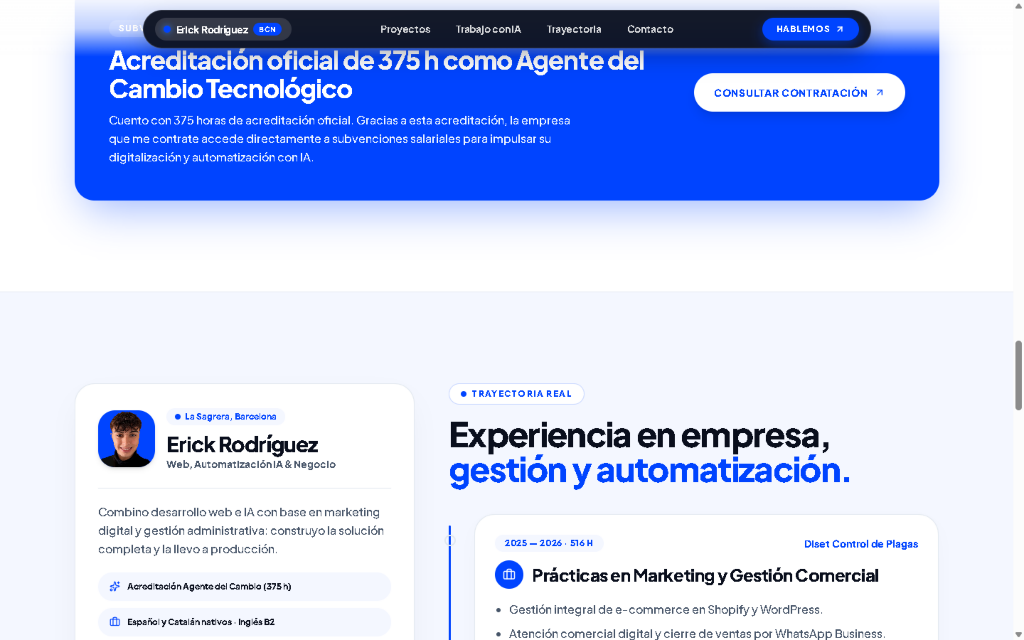 Erick Rodríguez BCN
Proyectos
Trabajo con IA
Trayectoria
Contacto
HABLEMOS
Acreditación oficial de 375 h como Agente del
Cambio Tecnológico
Cuento con 375 horas de acreditación oficial. Gracias a esta acreditación, la empresa
que me contrate accede directamente a subvenciones salariales para impulsar su
digitalización y automatización con IA.
CONSULTAR CONTRATACIÓN
La Sagrera, Barcelona
Erick Rodríguez
Web, Automatización IA & Negocio
Combino desarrollo web e IA con base en marketing
digital y gestión administrativa: construyo la solución
completa y la llevo a producción.
Acreditación Agente del Cambio (375 h)
Español y Catalán nativos · Inglés B2
TRAYECTORIA REAL
Experiencia en empresa,
gestión y automatización.
2025 — 2026 · 516 H
Diset Control de Plagas
Prácticas en Marketing y Gestión Comercial
Gestión integral de e-commerce en Shopify y WordPress.
Atención comercial digital y cierre de ventas por WhatsApp Business.